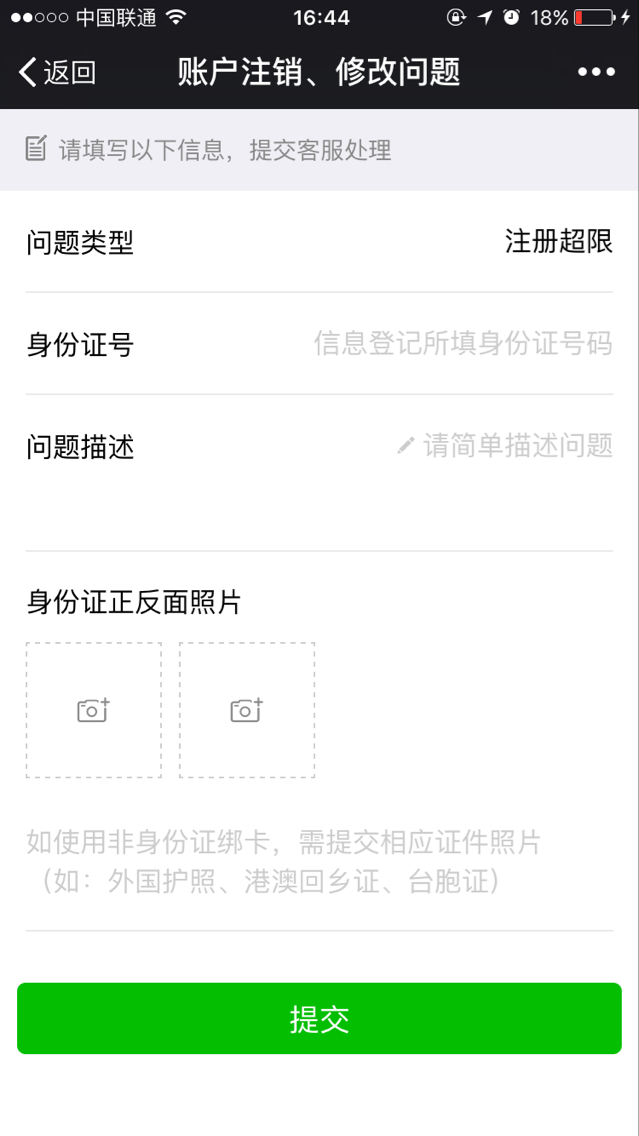 中国联通 16:44 18%
返回 账户注销、修改问题
请填写以下信息，提交客服处理
问题类型 注册超限
身份证号 信息登记所填身份证号码
问题描述 请简单描述问题
身份证正反面照片
如使用非身份证绑卡，需提交相应证件照片
（如：外国护照、港澳回乡证、台胞证）
提交